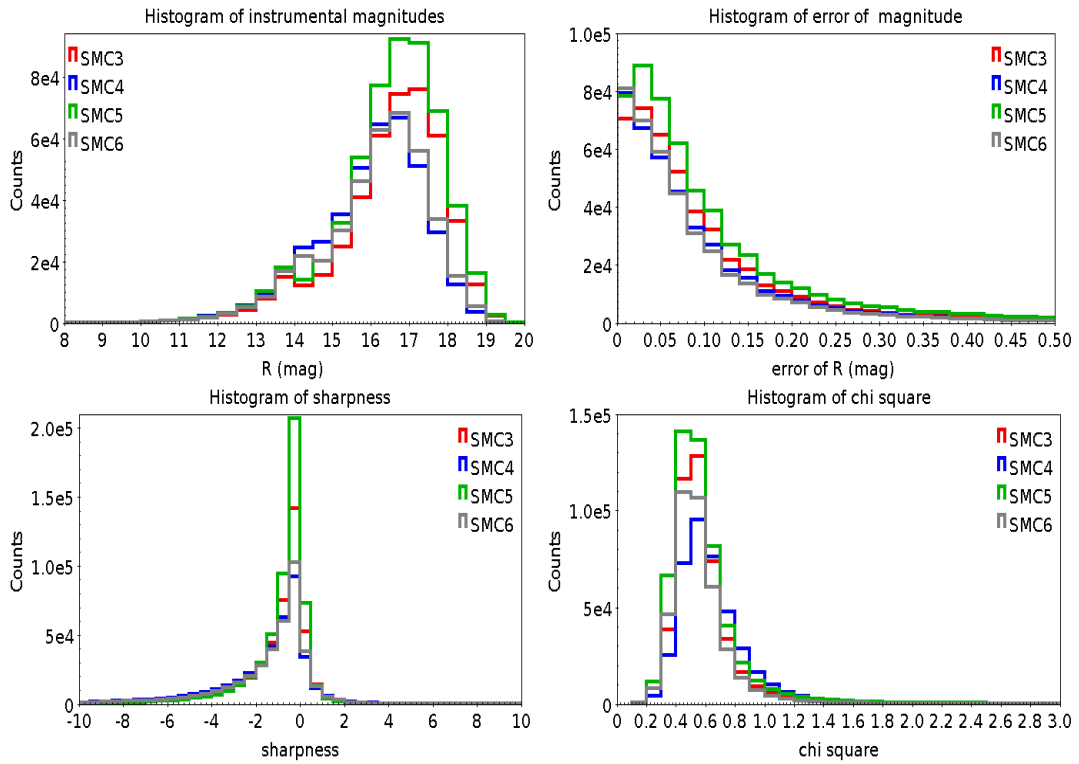 Histogram of instrumental magnitudes
SMC3
SMC4
SMC5
SMC6
Counts
8e4
6e4
4e4
2e4
0
8 9 10 11 12 13 14 15 16 17 18 19 20
R (mag)
Histogram of error of magnitude
SMC3
SMC4
SMC5
SMC6
Counts
1.0e5
8e4
6e4
4e4
2e4
0
0 0.05 0.10 0.15 0.20 0.25 0.30 0.35 0.40 0.45 0.50
error of R (mag)
Histogram of sharpness
SMC3
SMC4
SMC5
SMC6
Counts
2.0e5
1.5e5
1.0e5
5e4
0
-10 -8 -6 -4 -2 0 2 4 6 8 10
sharpness
Histogram of chi square
SMC3
SMC4
SMC5
SMC6
Counts
1.5e5
1.0e5
5e4
0
0 0.2 0.4 0.6 0.8 1.0 1.2 1.4 1.6 1.8 2.0 2.2 2.4 2.6 2.8 3.0
chi square